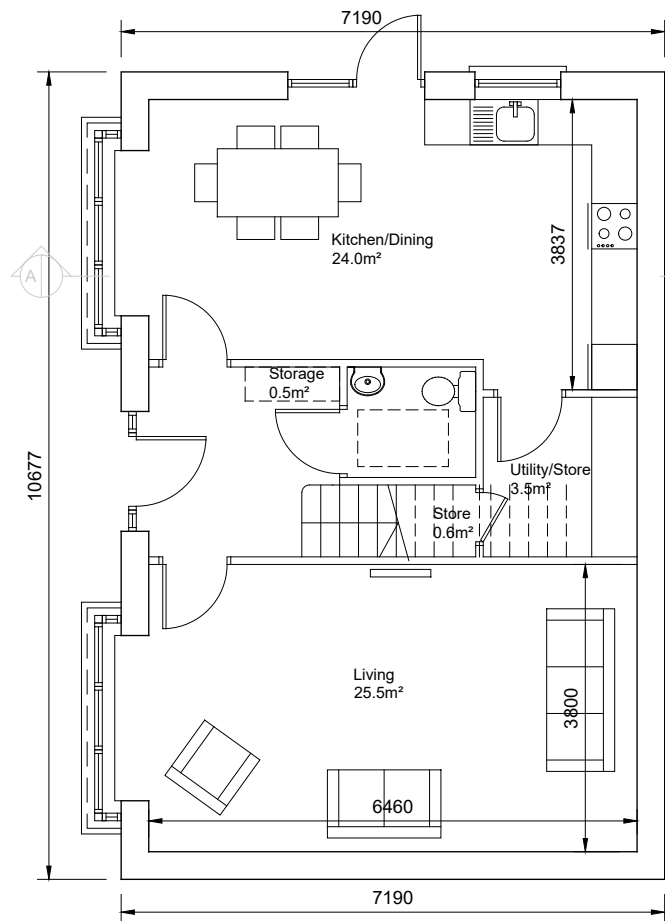 7190
Kitchen/Dining
24.0m²
3837
A
Storage
0.5m²
10677
Utility/Store
3.5m²
Store
0.6m²
Living
25.5m²
3800
6460
7190